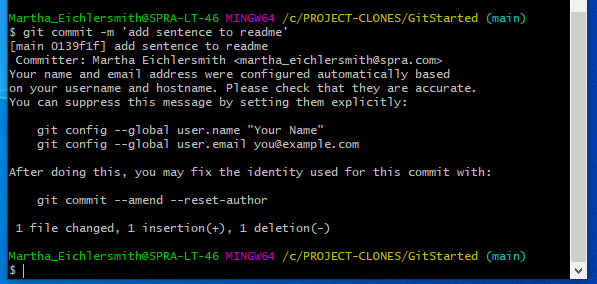 Martha_Eichlersmith@SPRA-LT-46 MINGW64 /c/PROJECT-CLONES/GitStarted (main)
$ git commit -m 'add sentence to readme'
[main 0139f1f] add sentence to readme
 Committer: Martha Eichlersmith <martha_eichlersmith@spra.com>
Your name and email address were configured automatically based
on your username and hostname. Please check that they are accurate.
You can suppress this message by setting them explicitly:

    git config --global user.name "Your Name"
    git config --global user.email you@example.com

After doing this, you may fix the identity used for this commit with:

    git commit --amend --reset-author

 1 file changed, 1 insertion(+), 1 deletion(-)

Martha_Eichlersmith@SPRA-LT-46 MINGW64 /c/PROJECT-CLONES/GitStarted (main)
$